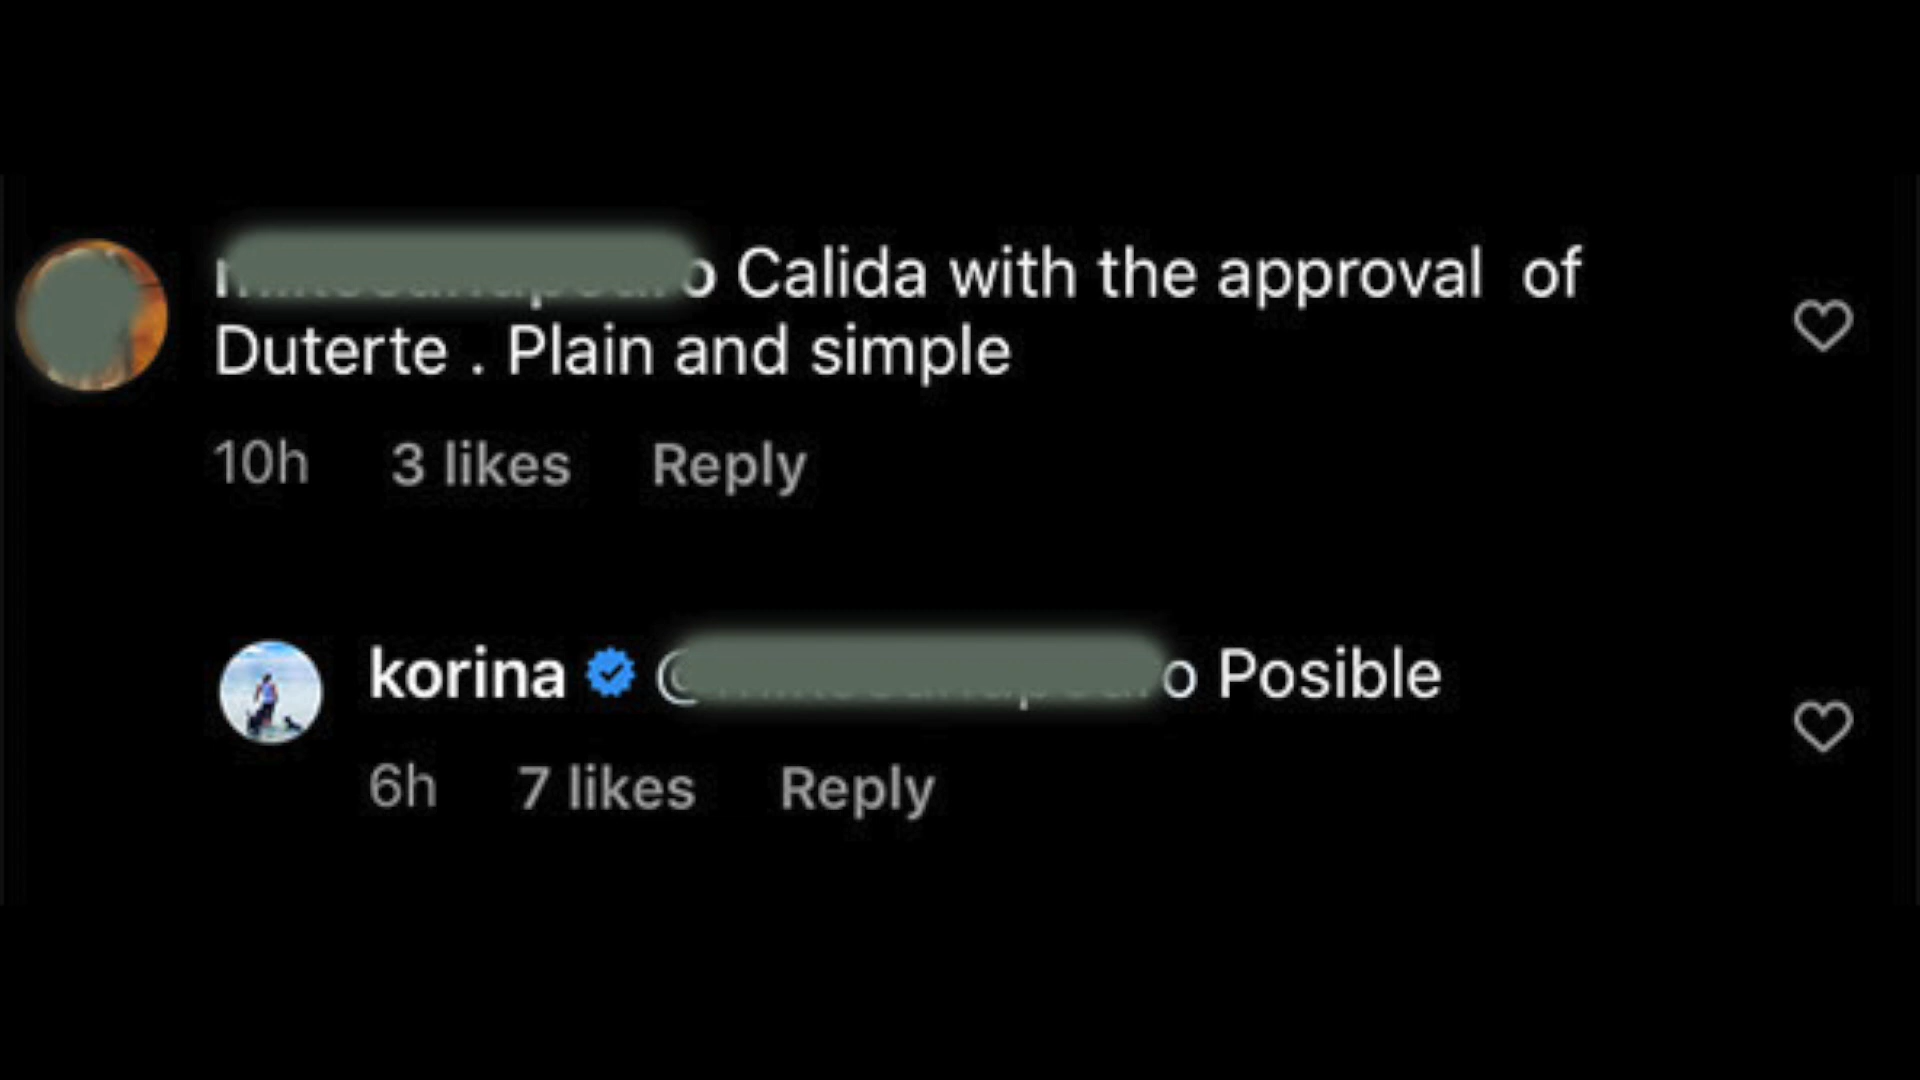 Calida with the approval of
Duterte . Plain and simple
10h 3 likes Reply
korina Posible
6h 7 likes Reply